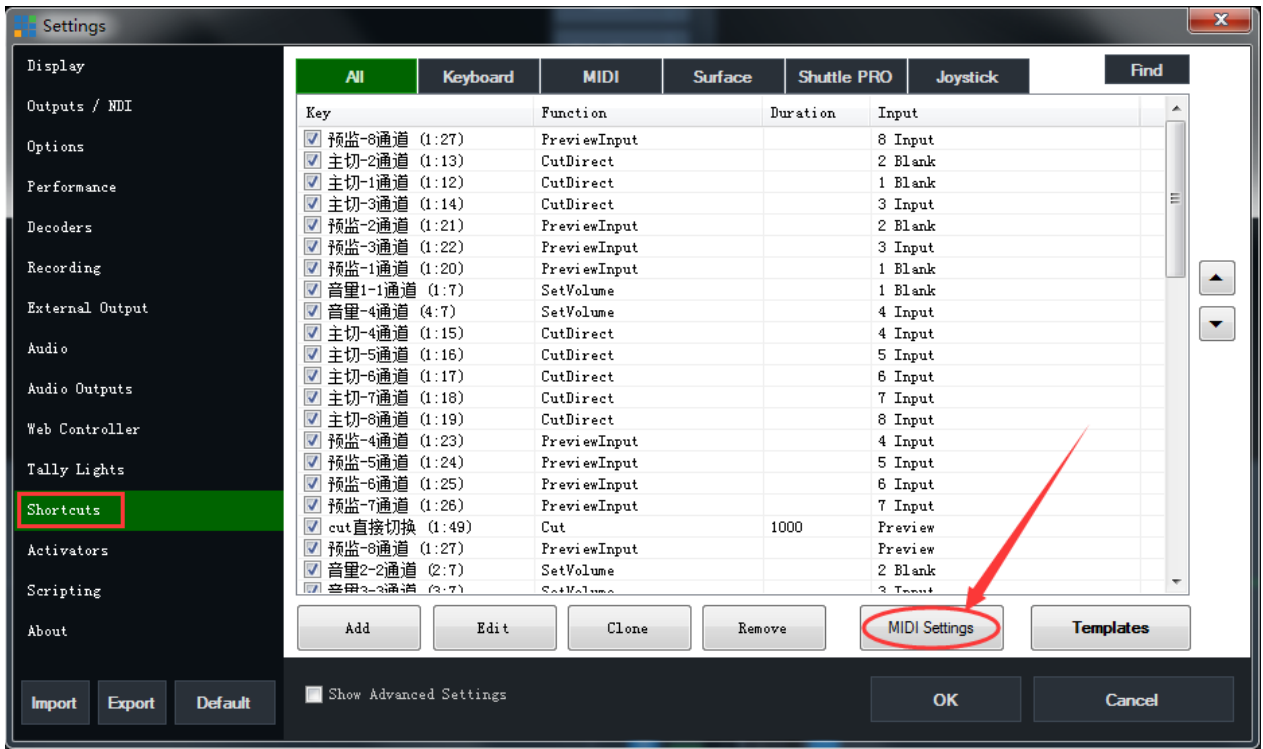 Settings
Display
Outputs / NDI
Options
Performance
Decoders
Recording
External Output
Audio
Audio Outputs
Web Controller
Tally Lights
Shortcuts
Activators
Scripting
About
Import Export Default
All Keyboard MIDI Surface Shuttle PRO Joystick Find
Key Function Duration Input
预监-8通道 (1:27) PreviewInput 8 Input
主切-2通道 (1:13) CutDirect 2 Blank
主切-1通道 (1:12) CutDirect 1 Blank
主切-3通道 (1:14) CutDirect 3 Input
预监-2通道 (1:21) PreviewInput 2 Blank
预监-3通道 (1:22) PreviewInput 3 Input
预监-1通道 (1:20) PreviewInput 1 Blank
音量1-1通道 (1:7) SetVolume 1 Blank
音量-4通道 (4:7) SetVolume 4 Input
主切-4通道 (1:15) CutDirect 4 Input
主切-5通道 (1:16) CutDirect 5 Input
主切-6通道 (1:17) CutDirect 6 Input
主切-7通道 (1:18) CutDirect 7 Input
主切-8通道 (1:19) CutDirect 8 Input
预监-4通道 (1:23) PreviewInput 4 Input
预监-5通道 (1:24) PreviewInput 5 Input
预监-6通道 (1:25) PreviewInput 6 Input
预监-7通道 (1:26) PreviewInput 7 Input
cut直接切换 (1:49) Cut 1000 Preview
预监-8通道 (1:27) PreviewInput Preview
音量2-2通道 (2:7) SetVolume 2 Blank
音量3-3通道 (3:7) SetVolume 3 Input
Add Edit Clone Remove MIDI Settings Templates
Show Advanced Settings
OK Cancel